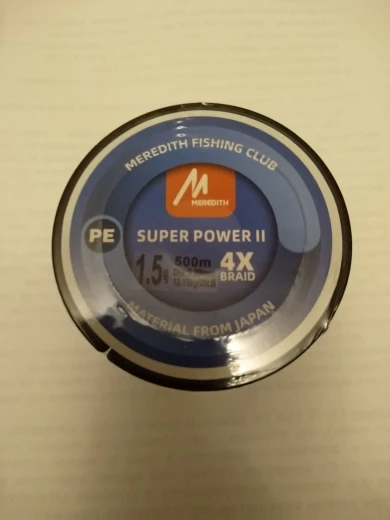 MEREDITH FISHING CLUB
MEREDITH
PE
SUPER POWER II
1.5
500m
4X
BRAID
MATERIAL FROM JAPAN